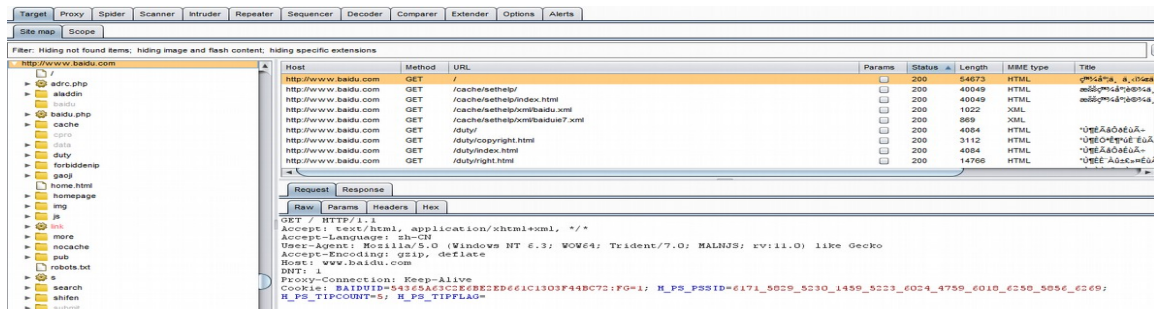 Target Proxy Spider Scanner Intruder Repeater Sequencer Decoder Comparer Extender Options Alerts
Site map Scope
Filter: Hiding not found items; hiding image and flash content; hiding specific extensions
http://www.baidu.com
/
adrc.php
aladdin
baidu
baidu.php
cache
cpro
data
duty
forbiddenip
gaoji
home.html
homepage
img
js
link
more
nocache
pub
robots.txt
s
search
shifen
submit
Host Method URL Params Status Length MIME type Title
http://www.baidu.com GET / 200 54673 HTML
http://www.baidu.com GET /cache/sethelp/ 200 40049 HTML
http://www.baidu.com GET /cache/sethelp/index.html 200 40049 HTML
http://www.baidu.com GET /cache/sethelp/xml/baidu.xml 200 1022 XML
http://www.baidu.com GET /cache/sethelp/xml/baiduie7.xml 200 869 XML
http://www.baidu.com GET /duty/ 200 4084 HTML
http://www.baidu.com GET /duty/copyright.html 200 3112 HTML
http://www.baidu.com GET /duty/index.html 200 4084 HTML
http://www.baidu.com GET /duty/right.html 200 14766 HTML
Request Response
Raw Params Headers Hex
GET / HTTP/1.1
Accept: text/html, application/xhtml+xml, */*
Accept-Language: zh-CN
User-Agent: Mozilla/5.0 (Windows NT 6.3; WOW64; Trident/7.0; MALNJS; rv:11.0) like Gecko
Accept-Encoding: gzip, deflate
Host: www.baidu.com
DNT: 1
Proxy-Connection: Keep-Alive
Cookie: BAIDUID=54365A63C2E6BE2ED661C1303F44BC72:FG=1; H_PS_PSSID=6171_5829_5230_1459_5223_6024_4759_6018_6258_5856_6269;
H_PS_TIPCOUNT=5; H_PS_TIPFLAG=